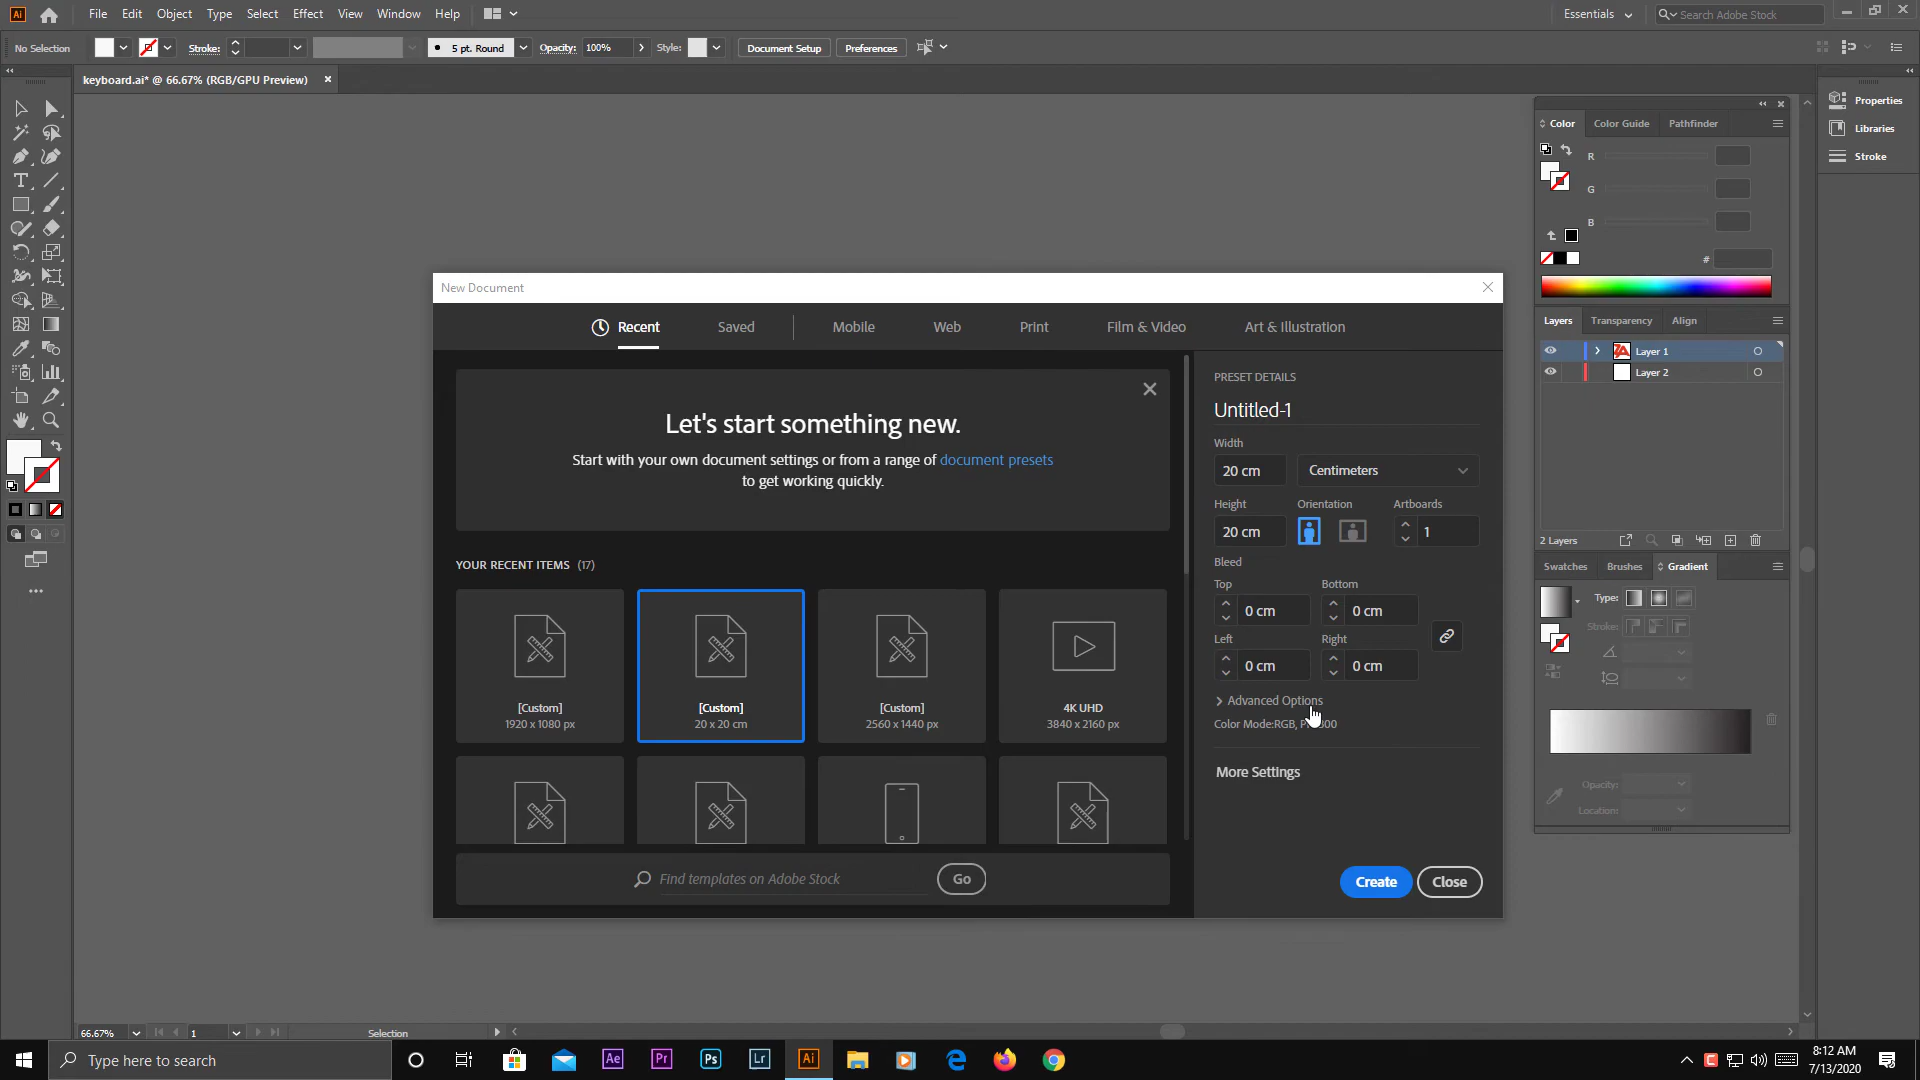 Ai File Edit Object Type Select Effect View Window Help Essentials Search Adobe Stock
No Selection Stroke: 5 pt. Round Opacity: 100% Style: Document Setup Preferences
keyboard.ai* @ 66.67% (RGB/GPU Preview)
Properties
Libraries
Stroke
Color Color Guide Pathfinder
R
G
B
#
Layers Transparency Align
Layer 1
Layer 2
2 Layers
Swatches Brushes Gradient
Type:
Stroke:
Opacity:
Location:
New Document
Recent Saved Mobile Web Print Film & Video Art & Illustration
Let's start something new.
Start with your own document settings or from a range of document presets
to get working quickly.
YOUR RECENT ITEMS (17)
[Custom] [Custom] [Custom] 4K UHD
1920 x 1080 px 20 x 20 cm 2560 x 1440 px 3840 x 2160 px
Find templates on Adobe Stock Go
PRESET DETAILS
Untitled-1
Width
20 cm Centimeters
Height Orientation Artboards
20 cm 1
Bleed
Top Bottom
0 cm 0 cm
Left Right
0 cm 0 cm
Advanced Options
Color Mode:RGB,
More Settings
Create Close
66.67% 1 Selection
Type here to search Ae Pr Ps Lr Ai 8:12 AM
7/13/2020